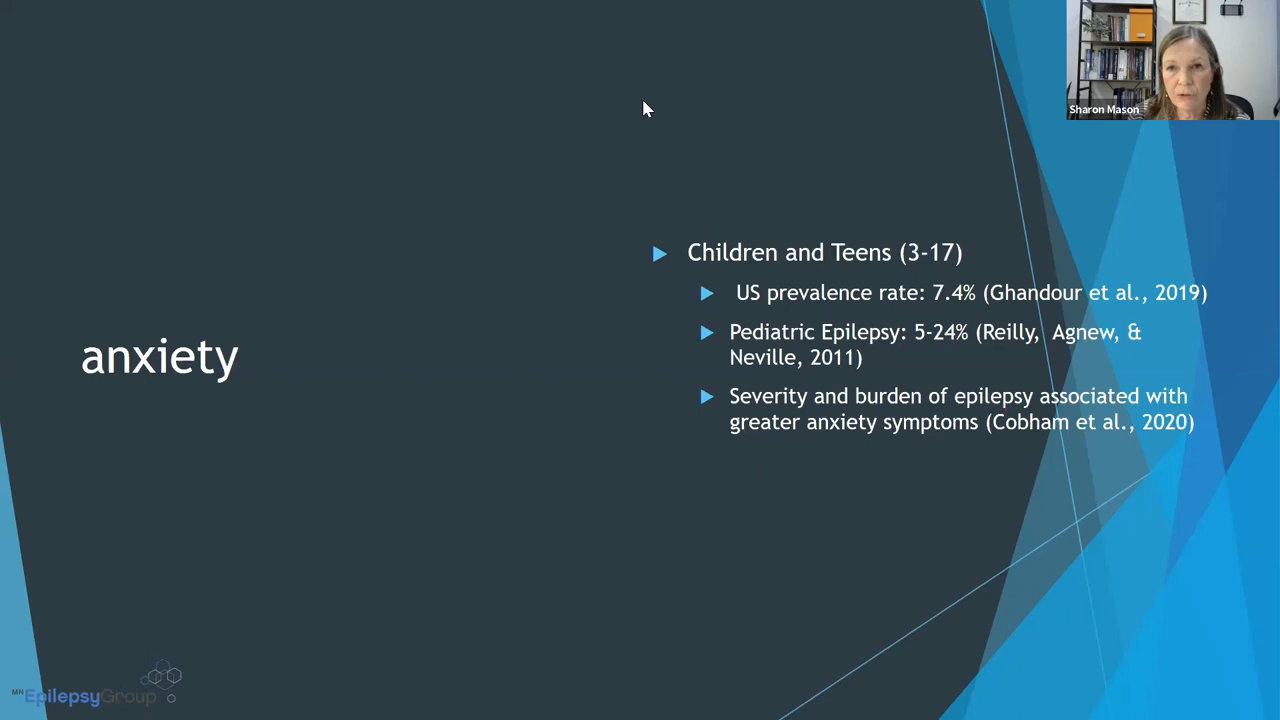 Sharon Mason
anxiety
Children and Teens (3-17)
US prevalence rate: 7.4% (Ghandour et al., 2019)
Pediatric Epilepsy: 5-24% (Reilly, Agnew, &
Neville, 2011)
Severity and burden of epilepsy associated with
greater anxiety symptoms (Cobham et al., 2020)
MN EpilepsyGroup